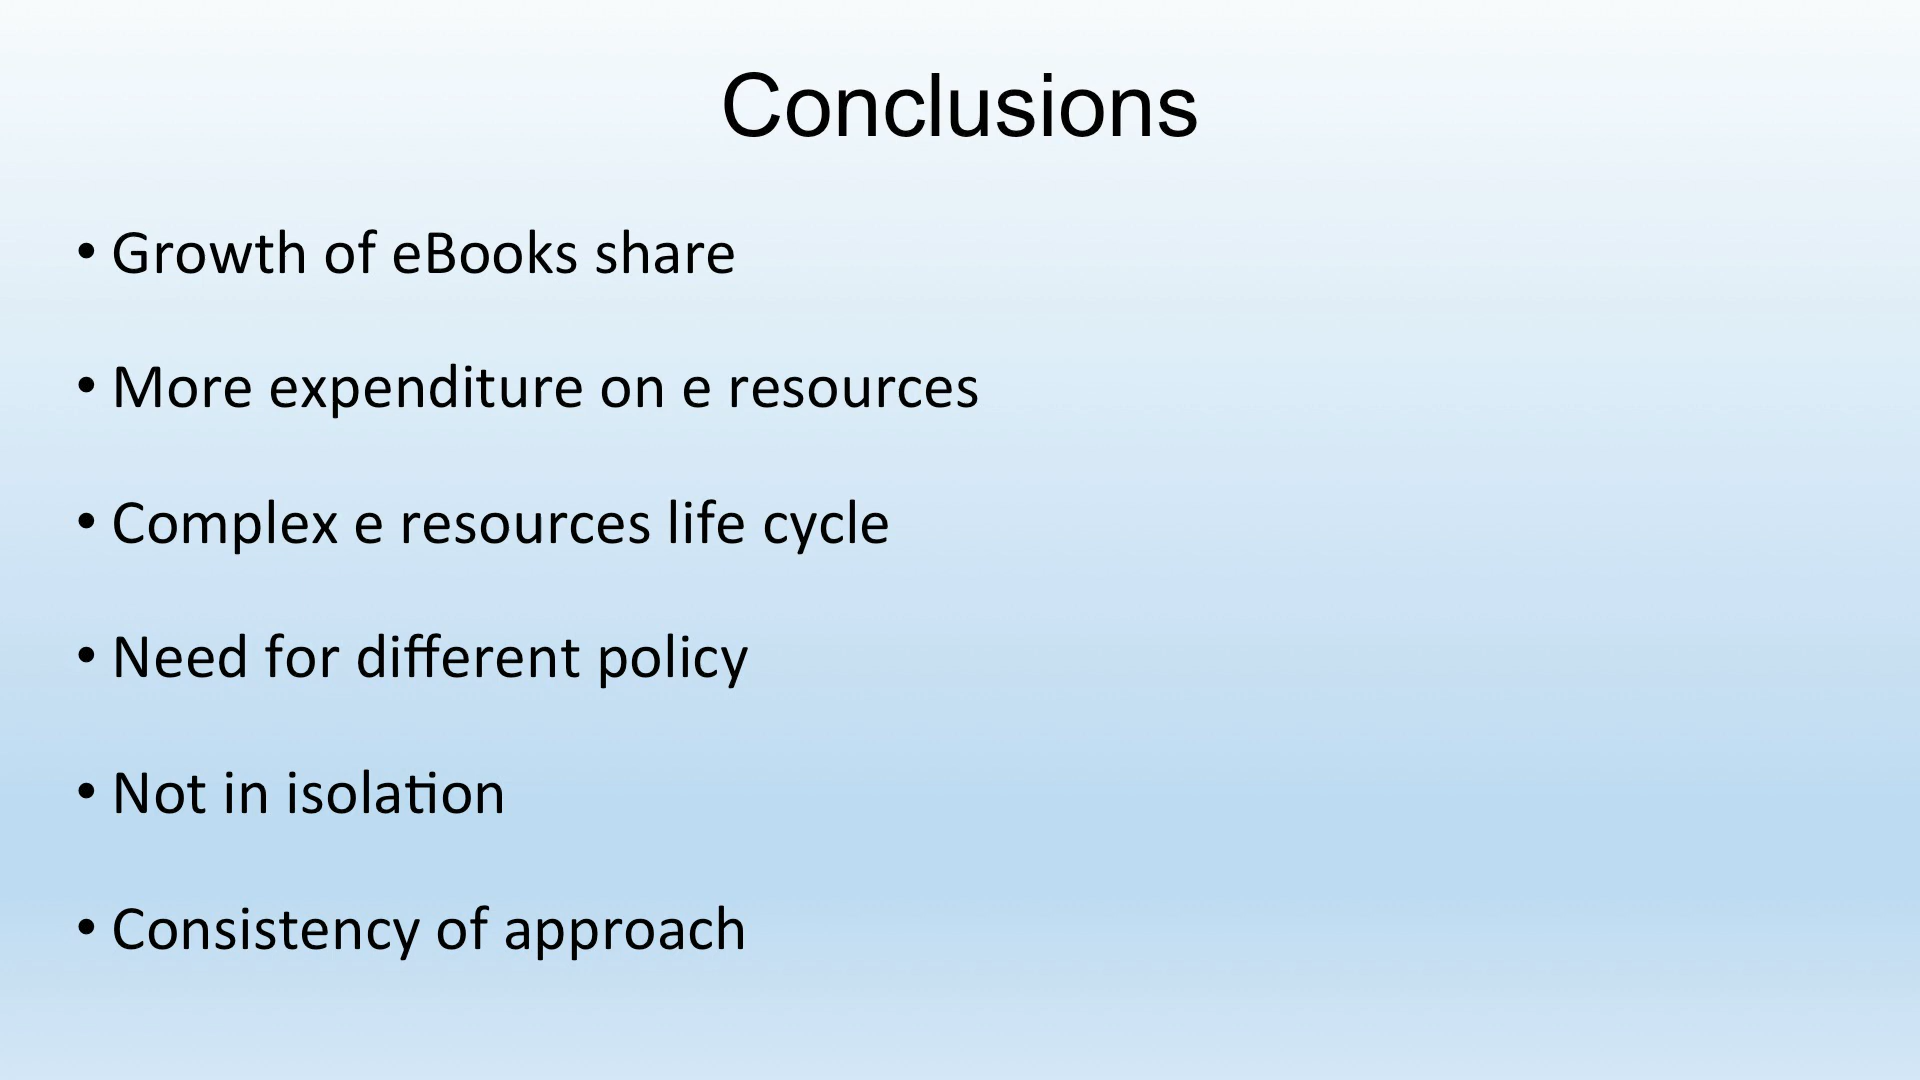 Conclusions
• Growth of eBooks share
• More expenditure on e resources
• Complex e resources life cycle
• Need for different policy
• Not in isolation
• Consistency of approach